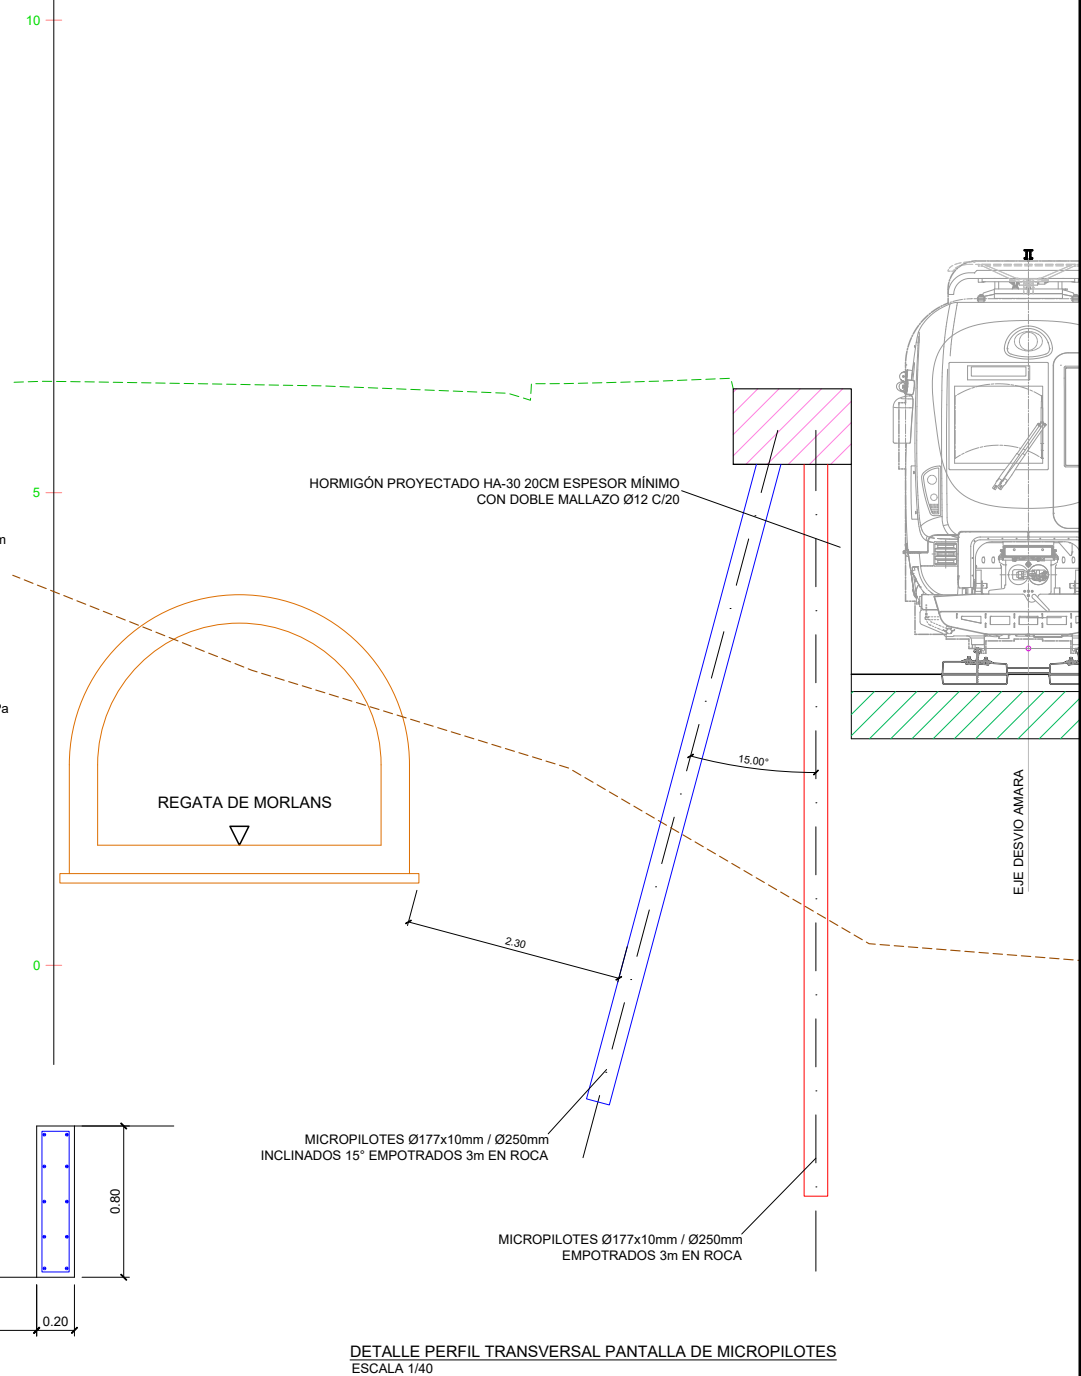 10
HORMIGÓN PROYECTADO HA-30 20CM ESPESOR MÍNIMO
CON DOBLE MALLAZO Ø12 C/20
5
m
Pa
15.00°
REGATA DE MORLANS
EJE DESVIO AMARA
2.30
0
MICROPILOTES Ø177x10mm / Ø250mm
INCLINADOS 15° EMPOTRADOS 3m EN ROCA
0.80
MICROPILOTES Ø177x10mm / Ø250mm
EMPOTRADOS 3m EN ROCA
0.20
DETALLE PERFIL TRANSVERSAL PANTALLA DE MICROPILOTES
ESCALA 1/40